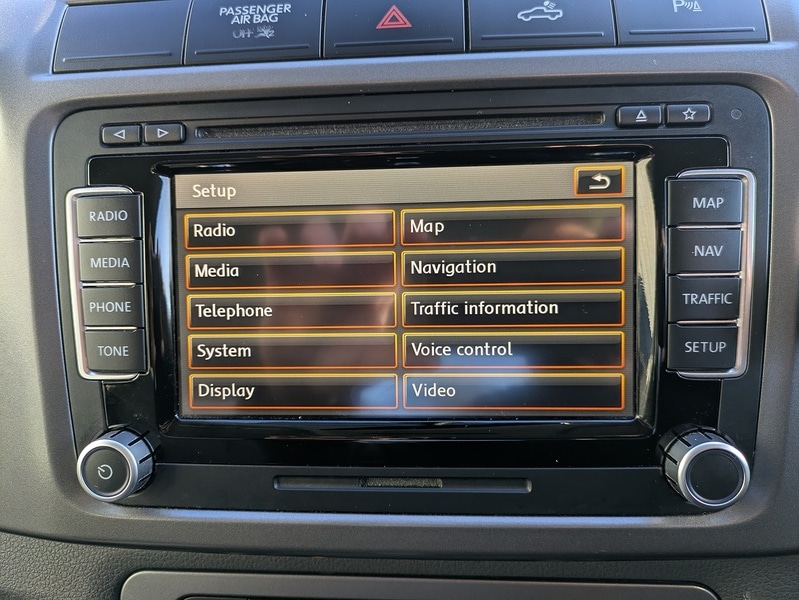 PASSENGER
AIR BAG
OFF
P
Setup
RADIO
MEDIA
PHONE
TONE
Radio
Map
Media
Navigation
Telephone
Traffic information
System
Voice control
Display
Video
MAP
NAV
TRAFFIC
SETUP